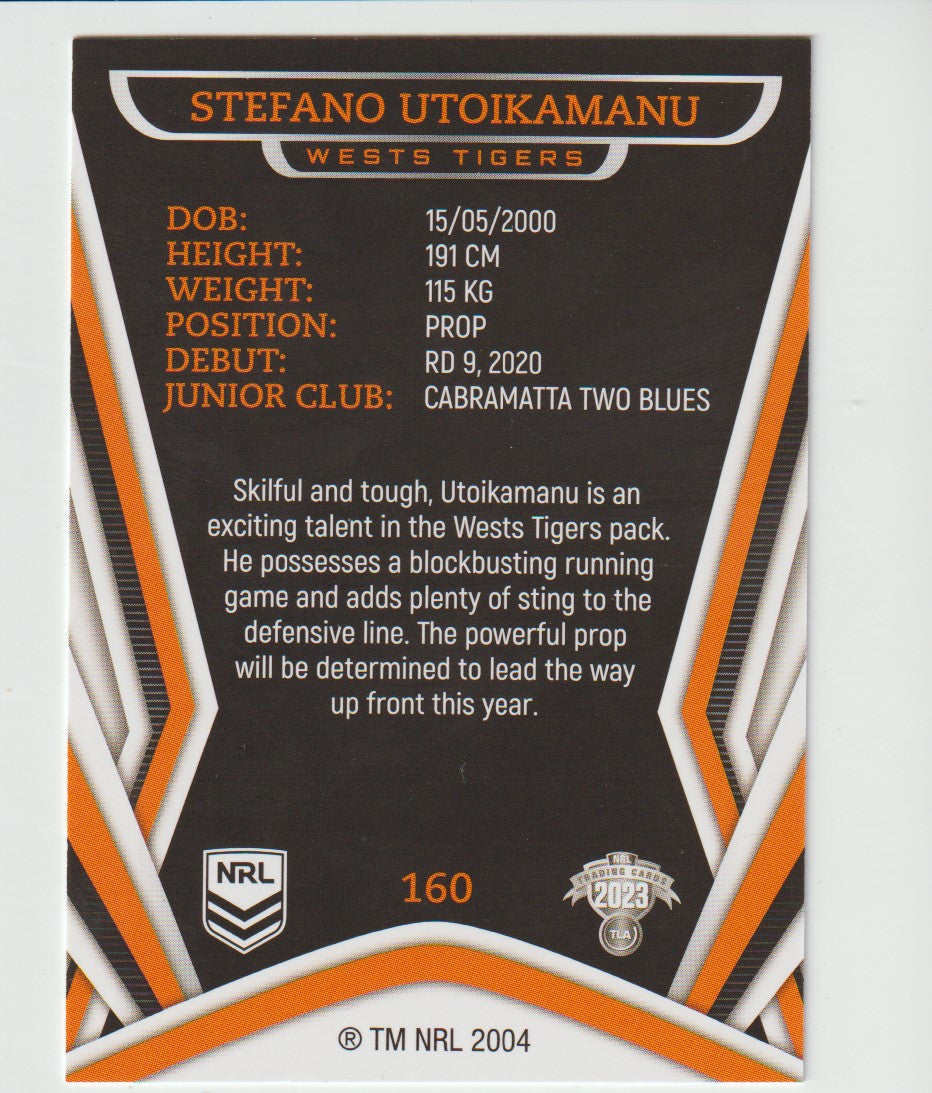 STEFANO UTOIKAMANU
WESTS TIGERS
DOB: 15/05/2000
HEIGHT: 191 CM
WEIGHT: 115 KG
POSITION: PROP
DEBUT: RD 9, 2020
JUNIOR CLUB: CABRAMATTA TWO BLUES
Skilful and tough, Utoikamanu is an
exciting talent in the Wests Tigers pack.
He possesses a blockbusting running
game and adds plenty of sting to the
defensive line. The powerful prop
will be determined to lead the way
up front this year.
NRL
160
NRL
TRADING CARDS
2023
TLA
® TM NRL 2004